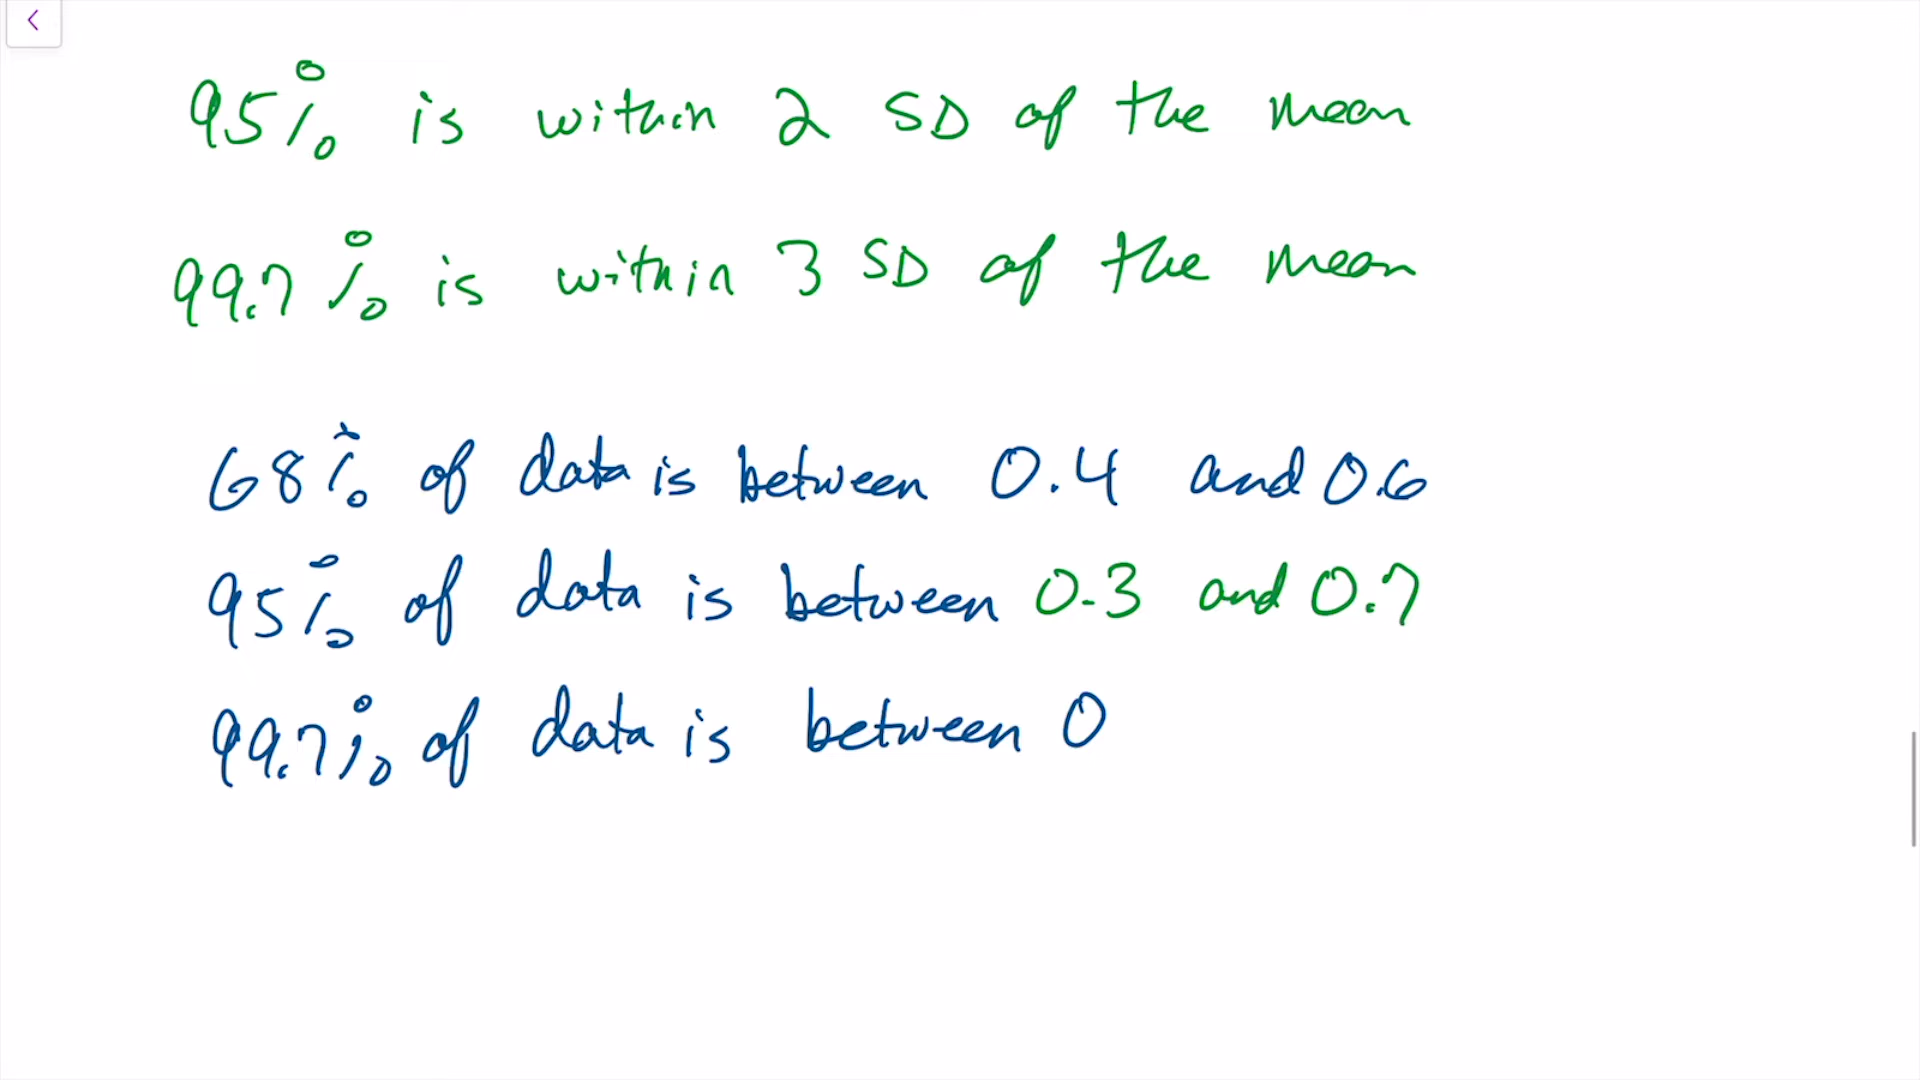 95% is within 2 SD of the mean
99.7% is within 3 SD of the mean
68% of data is between 0.4 and 0.6
95% of data is between 0.3 and 0.7
99.7% of data is between 0